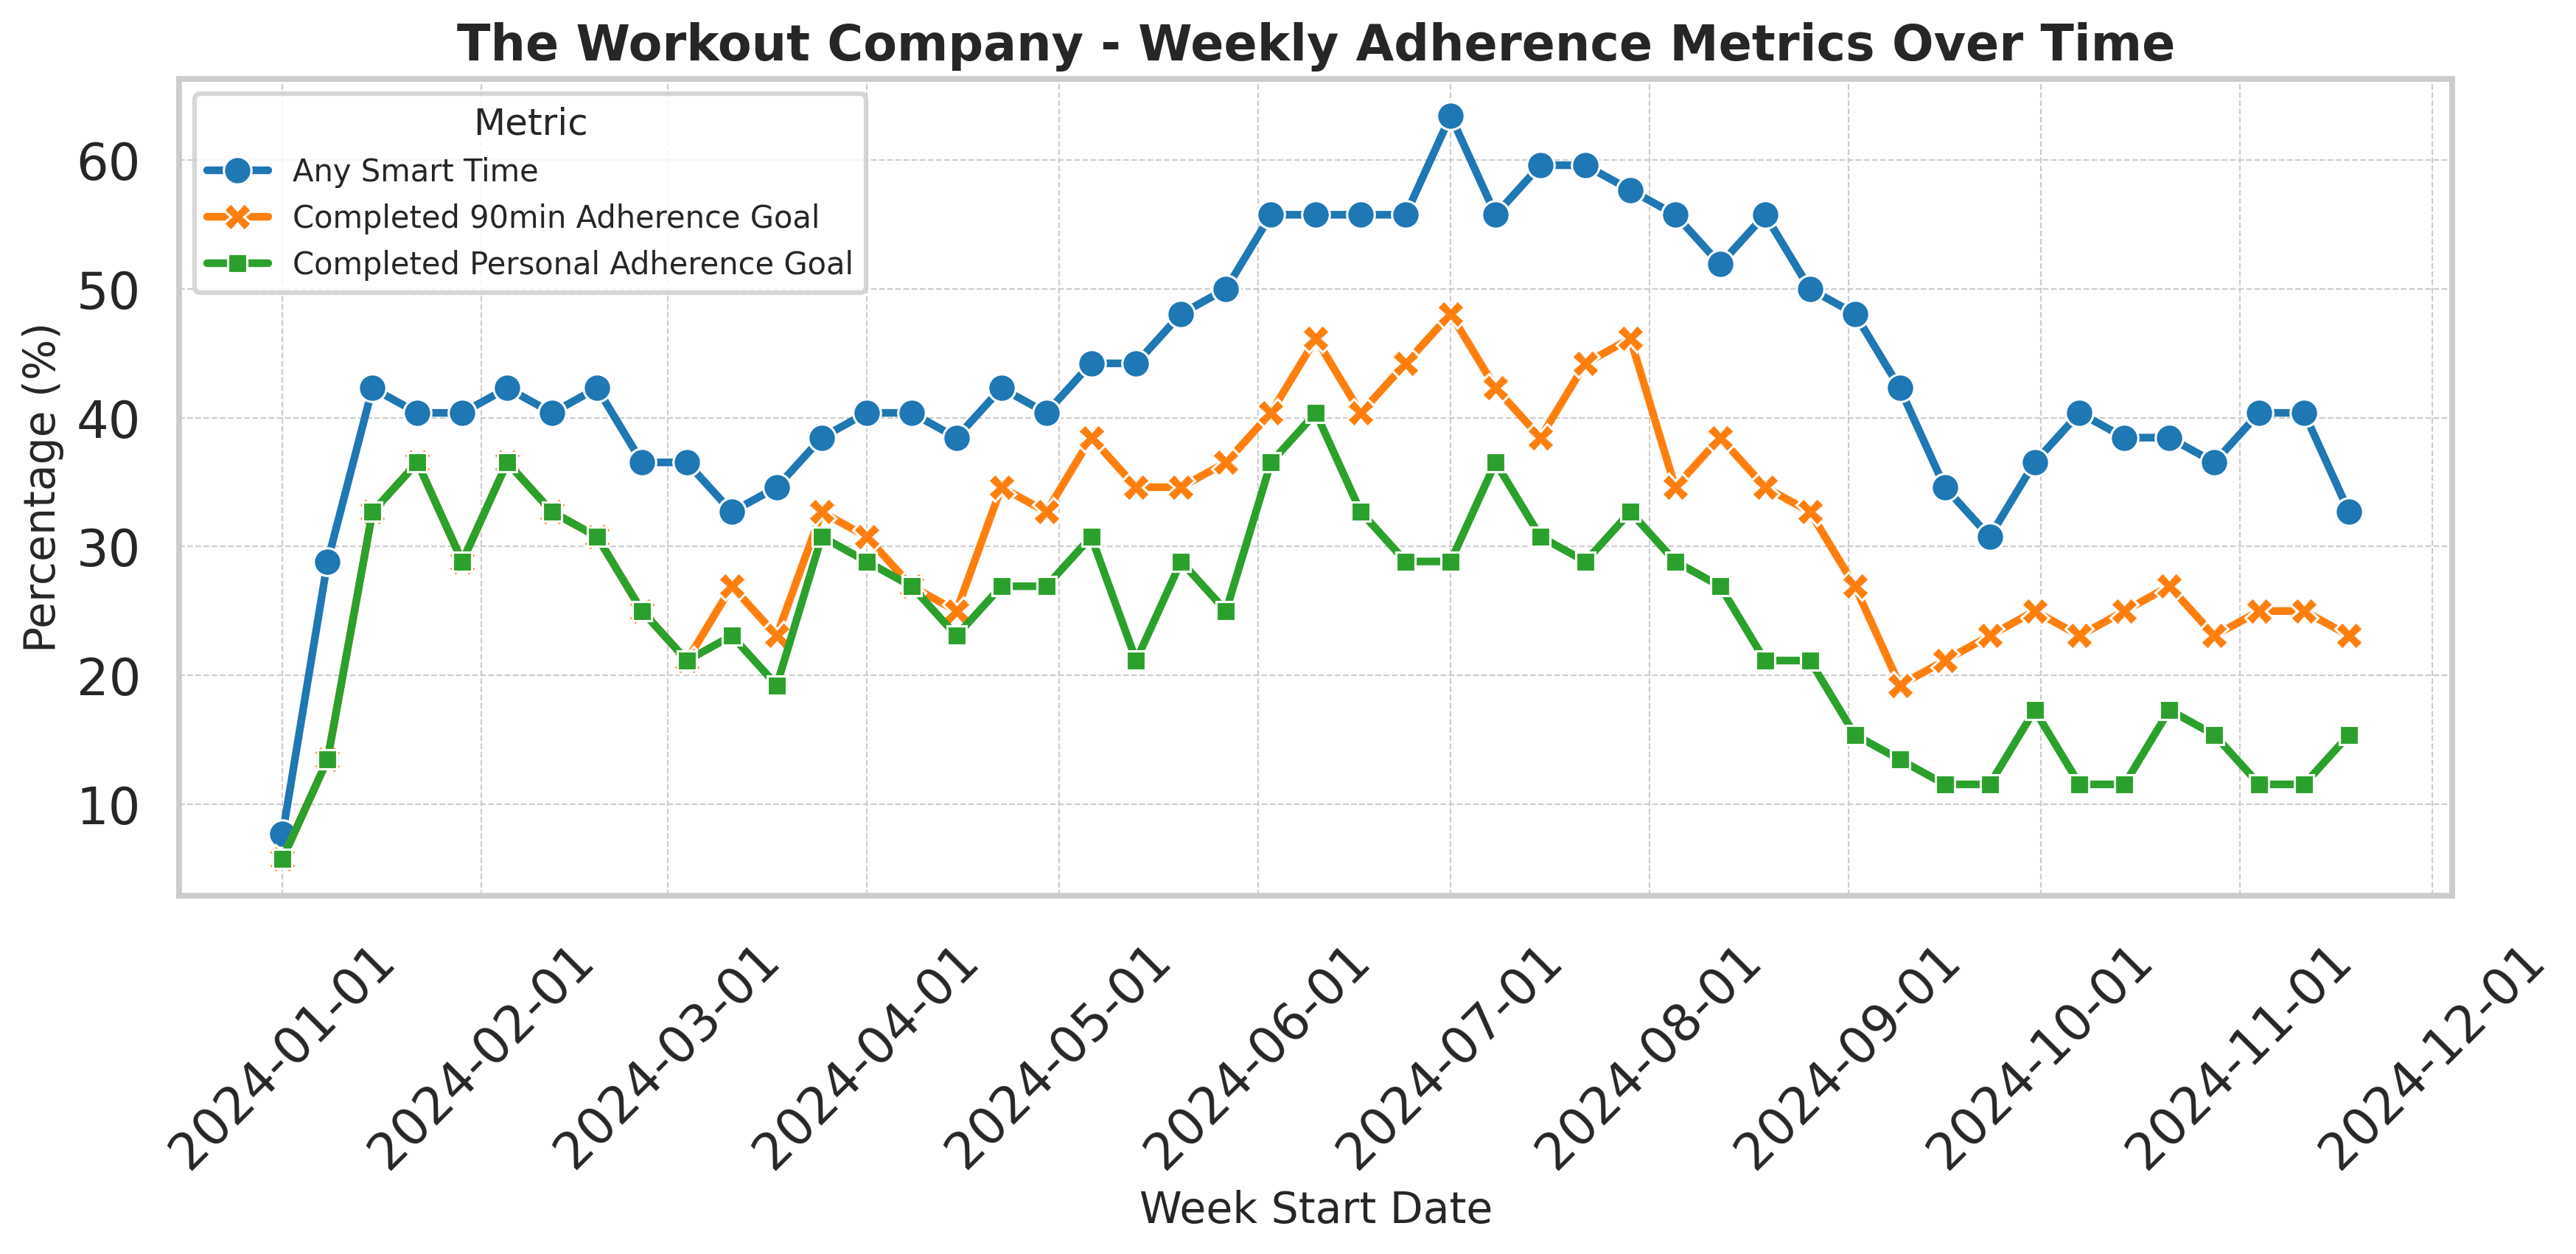 The Workout Company - Weekly Adherence Metrics Over Time
Metric
Any Smart Time
Completed 90min Adherence Goal
Completed Personal Adherence Goal
Percentage (%)
60
50
40
30
20
10
2024-01-01
2024-02-01
2024-03-01
2024-04-01
2024-05-01
2024-06-01
2024-07-01
2024-08-01
2024-09-01
2024-10-01
2024-11-01
2024-12-01
Week Start Date